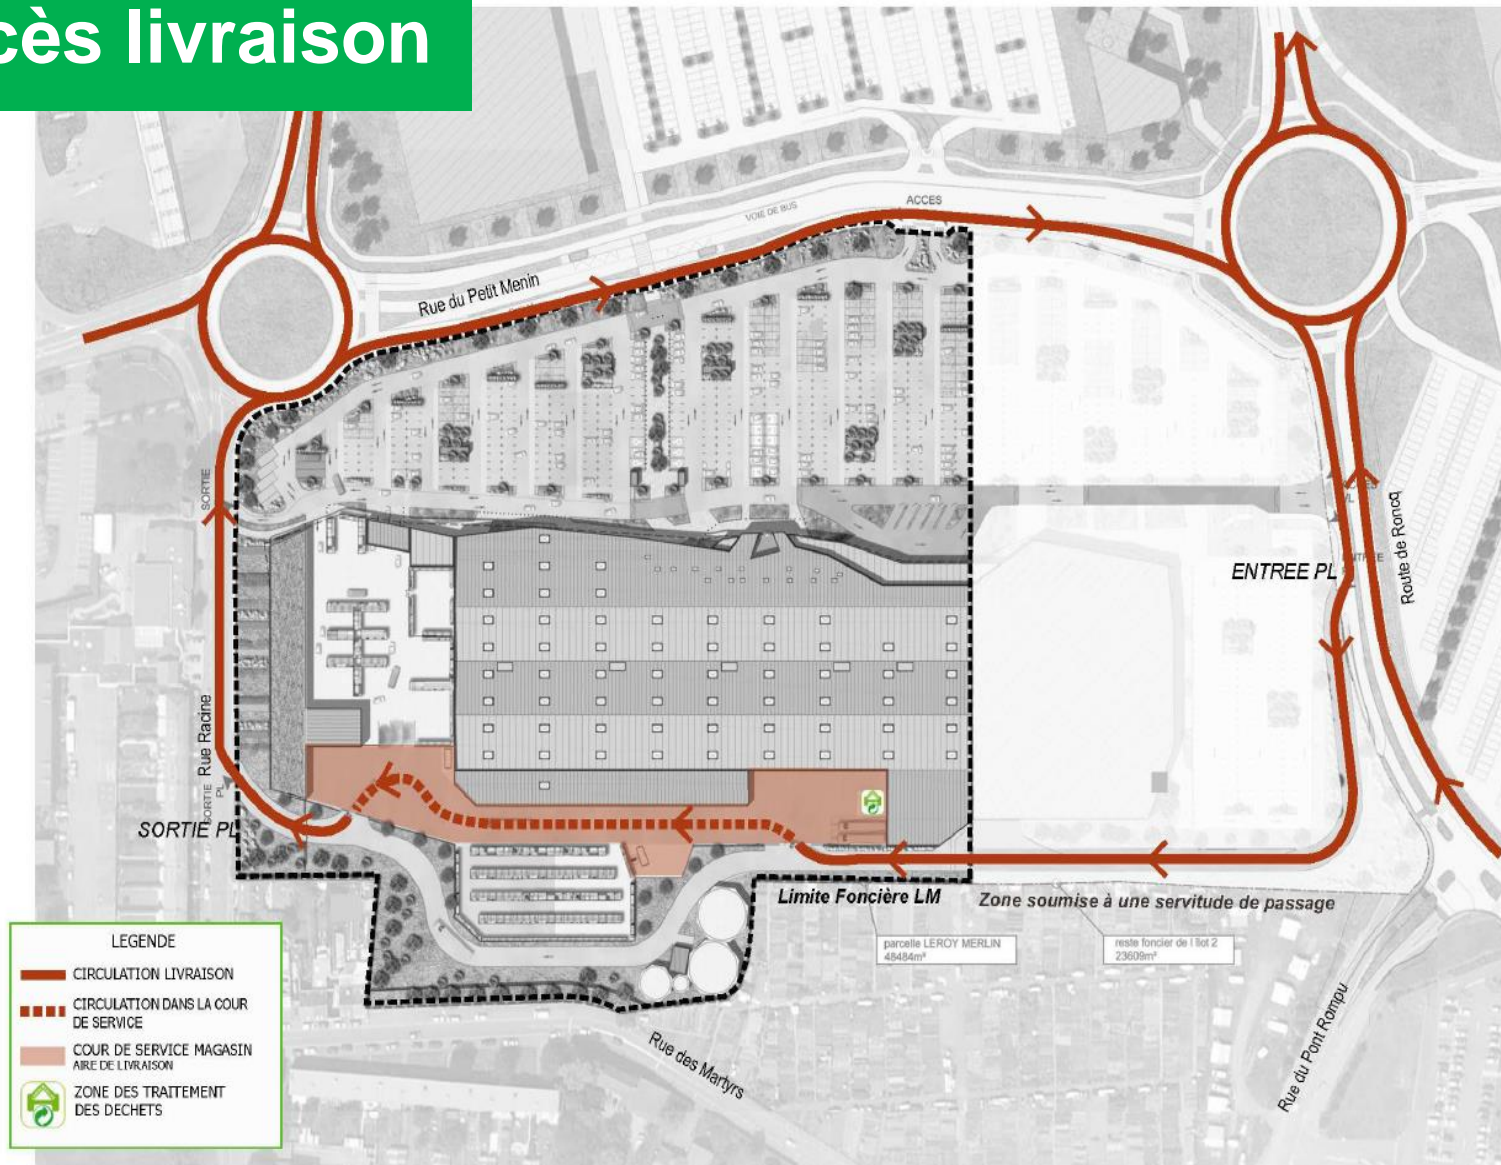 cès livraison
ACCES
VOIE DE BUS
Rue du Petit Menin
SORTIE
ENTREE PL
Route de Roncq
Rue Racine
SORTIE
PL
SORTIE PL
Limite Foncière LM
Zone soumise à une servitude de passage
parcelle LEROY MERLIN
48484m²
reste foncier de l îlot 2
23609m²
Rue des Martyrs
Rue du Pont Rompu
LEGENDE
CIRCULATION LIVRAISON
CIRCULATION DANS LA COUR
DE SERVICE
COUR DE SERVICE MAGASIN
AIRE DE LIVRAISON
ZONE DES TRAITEMENT
DES DECHETS